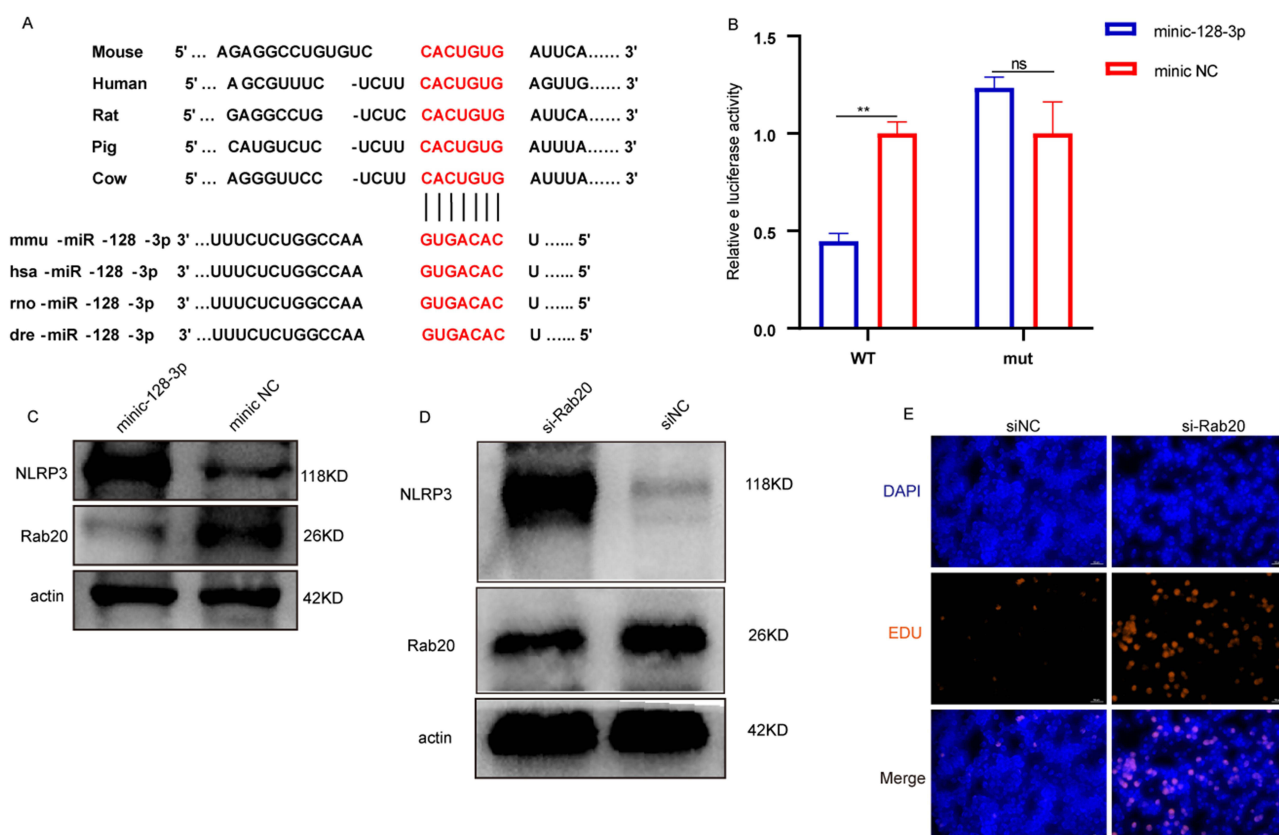 A
Mouse 5' ... AGAGGCCUGUGUC CACUGUG AUUCA...... 3'
Human 5' ... A GCGUUUC -UCUU CACUGUG AGUUG...... 3'
Rat 5' ... GAGGCCUG -UCUC CACUGUG AUUCA...... 3'
Pig 5' ... CAUGUCUC -UCUU CACUGUG AUUUA...... 3'
Cow 5' ... AGGGUUCC -UCUU CACUGUG AUUUA...... 3'
mmu -miR -128 -3p 3' ...UUUCUCUGGCCAA GUGACAC U ...... 5'
hsa -miR -128 -3p 3' ...UUUCUCUGGCCAA GUGACAC U ...... 5'
rno -miR -128 -3p 3' ...UUUCUCUGGCCAA GUGACAC U ...... 5'
dre -miR -128 -3p 3' ...UUUCUCUGGCCAA GUGACAC U ...... 5'
B
Relative e luciferase activity
1.5
1.0
0.5
0.0
**
ns
WT mut
minic-128-3p
minic NC
C
minic-128-3p minic NC
NLRP3 118KD
Rab20 26KD
actin 42KD
D
si-Rab20 siNC
NLRP3 118KD
Rab20 26KD
actin 42KD
E
siNC si-Rab20
DAPI
EDU
Merge